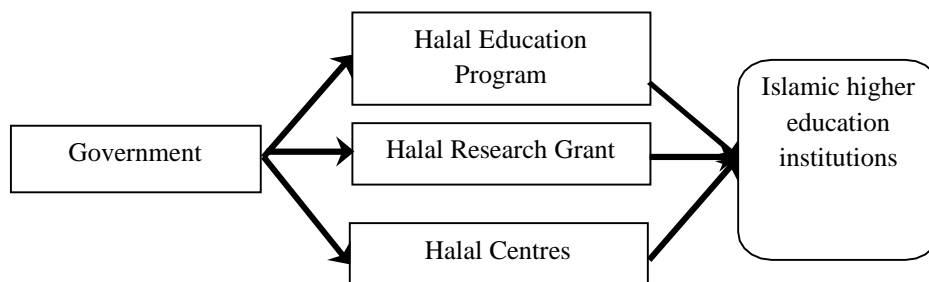 Halal Education
Program
Islamic higher
education
institutions
Government
Halal Research Grant
Halal Centres